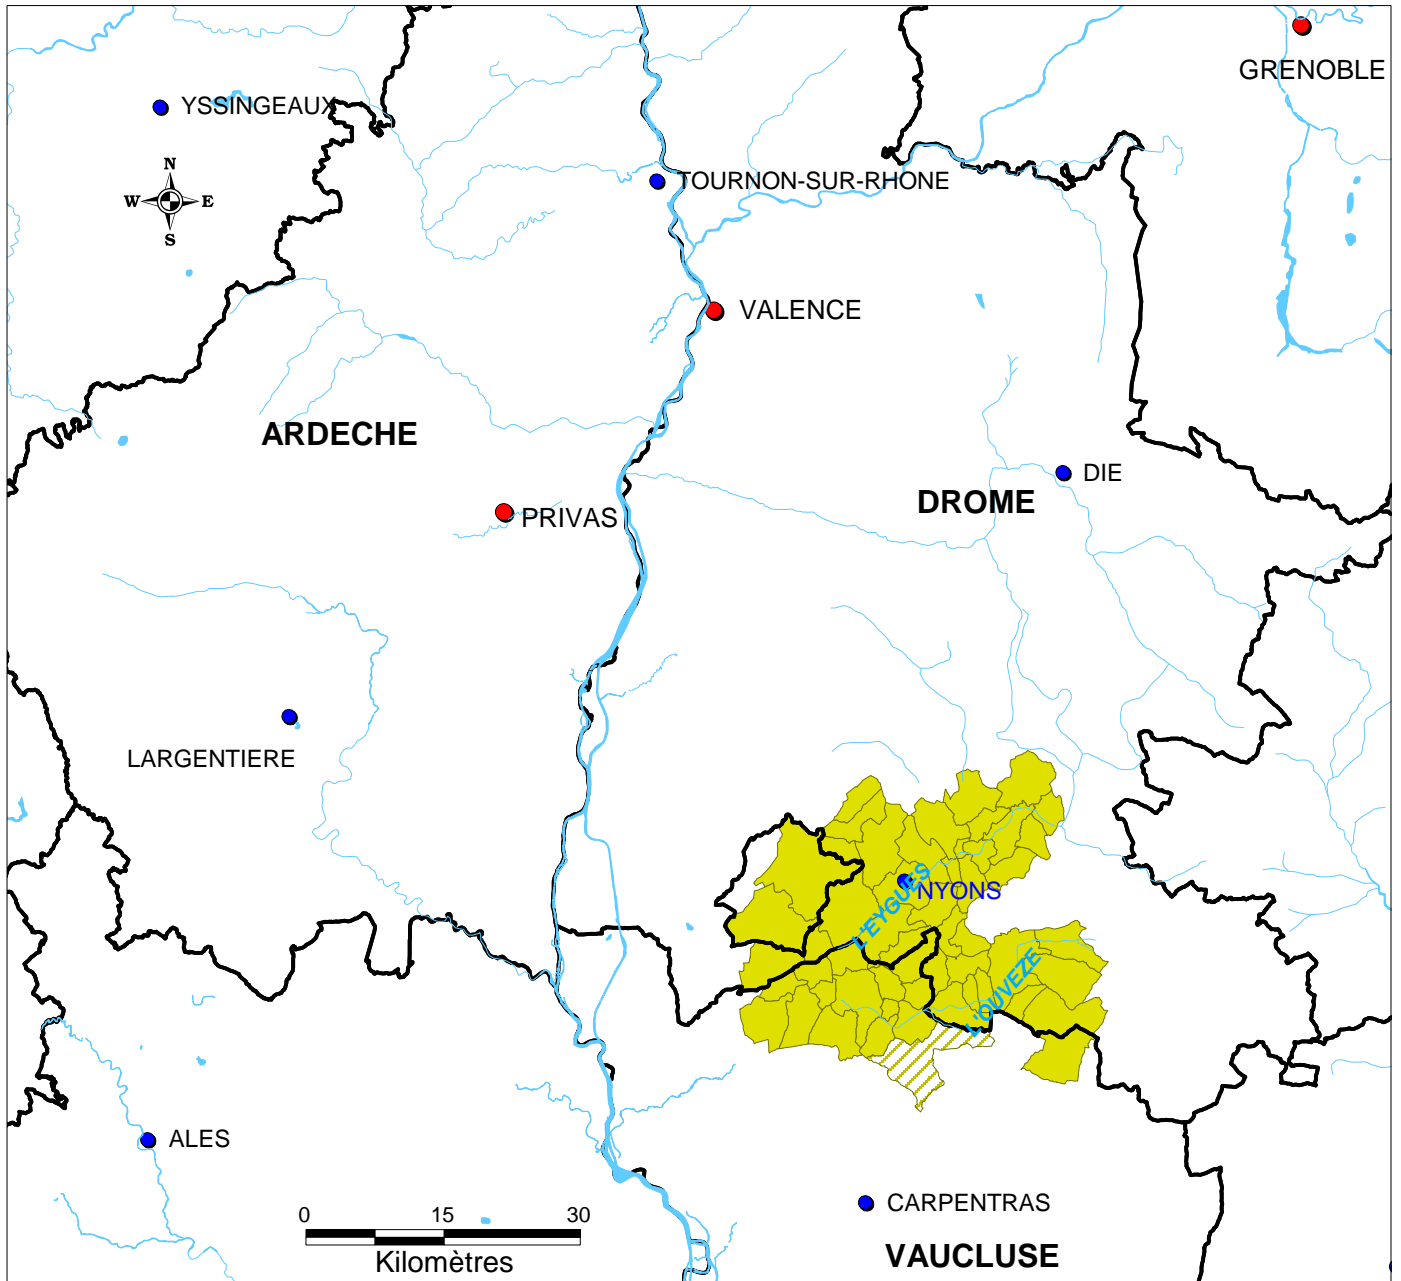 GRENOBLE
YSSINGEAUX
N
W E
S
TOURNON-SUR-RHONE
VALENCE
ARDECHE
DIE
DROME
PRIVAS
LARGENTIERE
NYONS
L'EYGUES
L'OUVEZE
ALES
CARPENTRAS
0 15 30
Kilomètres
VAUCLUSE